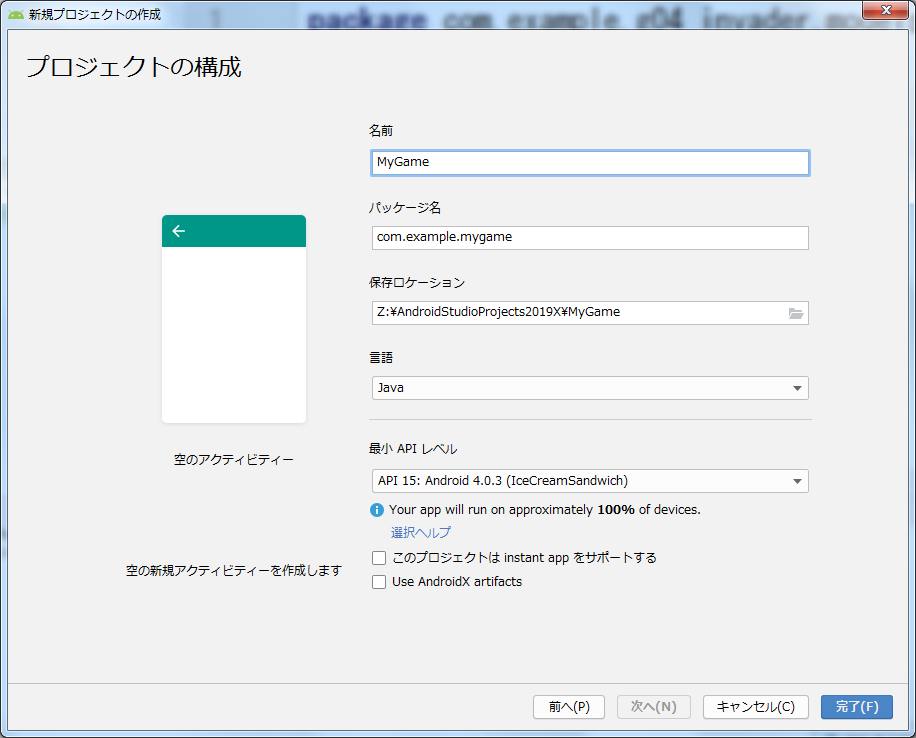 新規プロジェクトの作成
1 package com.example.g04_invader.model
プロジェクトの構成
名前
MyGame
パッケージ名
com.example.mygame
保存ロケーション
Z:¥AndroidStudioProjects2019X¥MyGame
言語
Java
空のアクティビティー
最小 API レベル
API 15: Android 4.0.3 (IceCreamSandwich)
Your app will run on approximately 100% of devices.
選択ヘルプ
このプロジェクトは instant app をサポートする
空の新規アクティビティーを作成します
Use AndroidX artifacts
前へ(P)
次へ(N)
キャンセル(C)
完了(F)